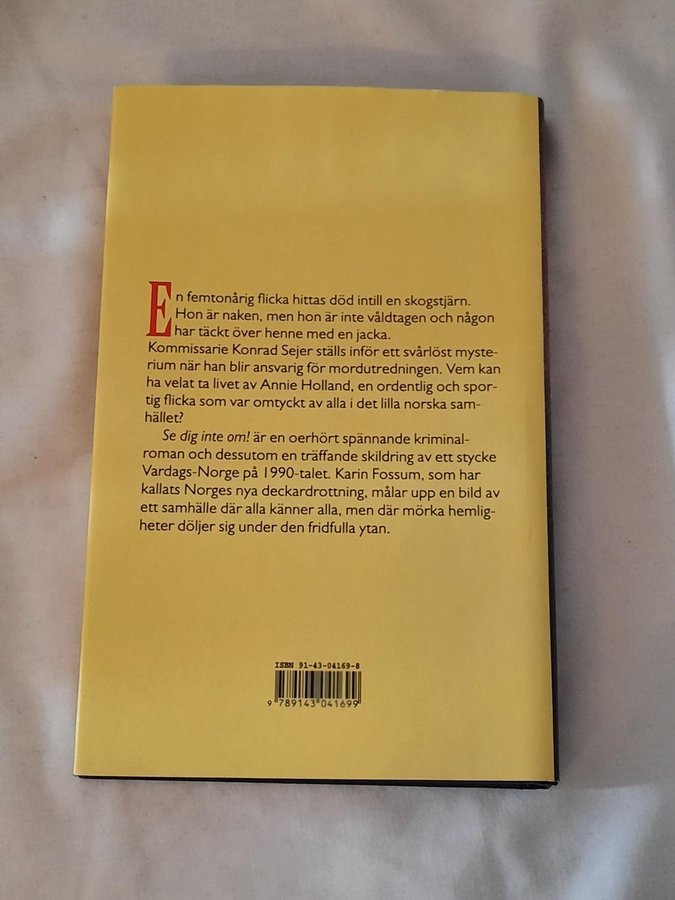 En femtonårig flicka hittas död intill en skogstjärn.
Hon är naken, men hon är inte våldtagen och någon
har täckt över henne med en jacka.
Kommissarie Konrad Sejer ställs inför ett svårlöst myste-
rium när han blir ansvarig för mordutredningen. Vem kan
ha velat ta livet av Annie Holland, en ordentlig och spor-
tig flicka som var omtyckt av alla i det lilla norska sam-
hället?
Se dig inte om! är en oerhört spännande kriminal-
roman och dessutom en träffande skildring av ett stycke
Vardags-Norge på 1990-talet. Karin Fossum, som har
kallats Norges nya deckardrottning, målar upp en bild av
ett samhälle där alla känner alla, men där mörka hemlig-
heter döljer sig under den fridfulla ytan.
ISBN 91-43-04169-8
9 789143 041699